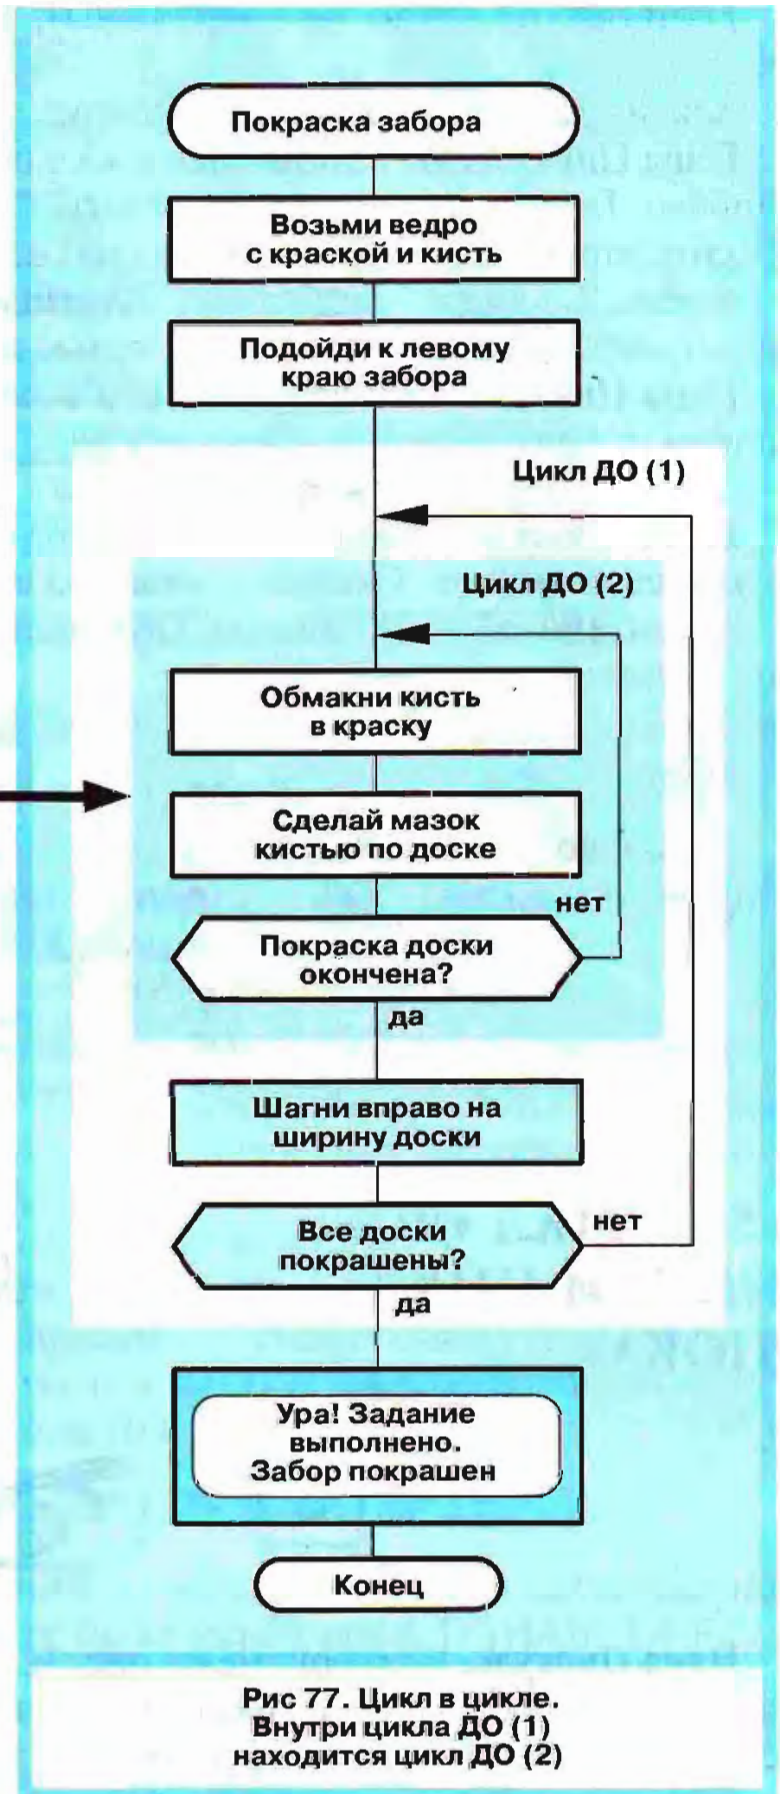 Покраска забора
Возьми ведро
с краской и кисть
Подойди к левому
краю забора
Цикл ДО (1)
Цикл ДО (2)
Обмакни кисть
в краску
Сделай мазок
кистью по доске
нет
Покраска доски
окончена?
да
Шагни вправо на
ширину доски
нет
Все доски
покрашены?
да
Ура! Задание
выполнено.
Забор покрашен
Конец
Рис 77. Цикл в цикле.
Внутри цикла ДО (1)
находится цикл ДО (2)